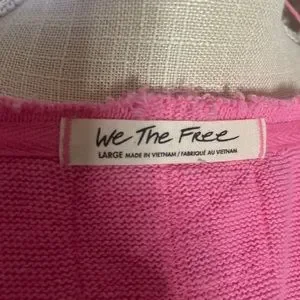 We The Free
LARGE MADE IN VIETNAM / FABRIQUÉ AU VIETNAM